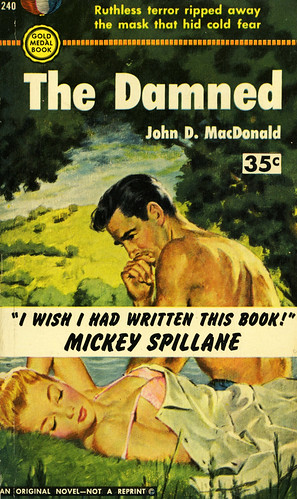 240
Ruthless terror ripped away
the mask that hid cold fear
GOLD
MEDAL
BOOK
The Damned
John D. MacDonald
35c
"I WISH I HAD WRITTEN THIS BOOK!"
MICKEY SPILLANE
AN ORIGINAL NOVEL—NOT A REPRINT ©